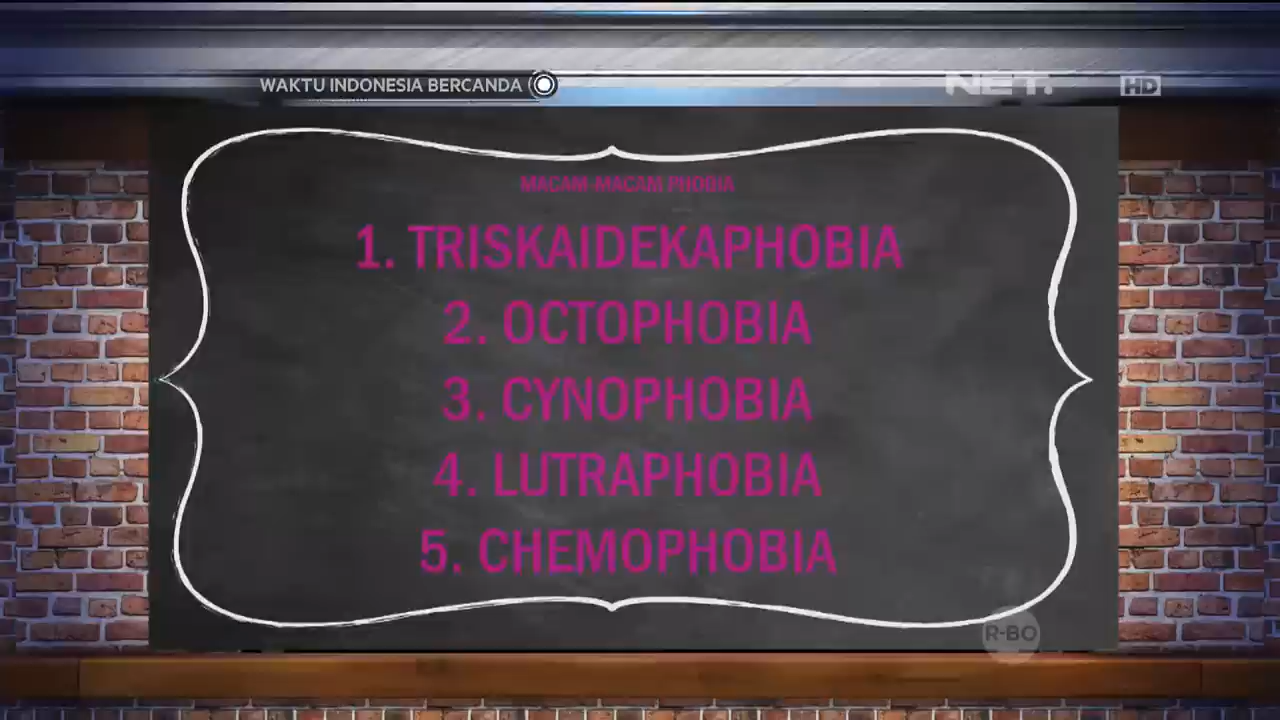 WAKTU INDONESIA BERCANDA
NET.
HD
MACAM-MACAM PHOBIA
1. TRISKAIDEKAPHOBIA
2. OCTOPHOBIA
3. CYNOPHOBIA
4. LUTRAPHOBIA
5. CHEMOPHOBIA
R-BO